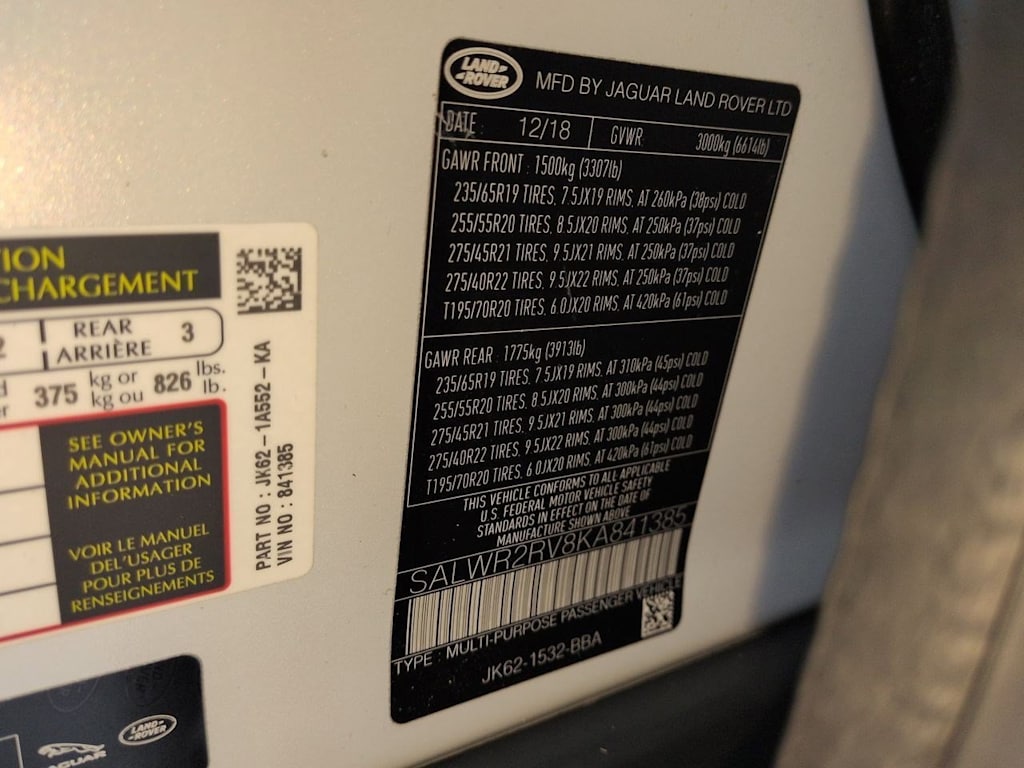 LAND ROVER
MFD BY JAGUAR LAND ROVER LTD
DATE : 12/18 GVWR 3000kg (6614lb)
GAWR FRONT : 1500kg (3307lb)
235/65R19 TIRES, 7.5JX19 RIMS, AT 260kPa (38psi) COLD
255/55R20 TIRES, 8.5JX20 RIMS, AT 250kPa (37psi) COLD
275/45R21 TIRES, 9.5JX21 RIMS, AT 250kPa (37psi) COLD
275/40R22 TIRES, 9.5JX22 RIMS, AT 250kPa (37psi) COLD
T195/70R20 TIRES, 6.0JX20 RIMS, AT 420kPa (61psi) COLD
GAWR REAR : 1775kg (3913lb)
235/65R19 TIRES, 7.5JX19 RIMS, AT 310kPa (45psi) COLD
255/55R20 TIRES, 8.5JX20 RIMS, AT 300kPa (44psi) COLD
275/45R21 TIRES, 9.5JX21 RIMS, AT 300kPa (44psi) COLD
275/40R22 TIRES, 9.5JX22 RIMS, AT 300kPa (44psi) COLD
T195/70R20 TIRES, 6.0JX20 RIMS, AT 420kPa (61psi) COLD
THIS VEHICLE CONFORMS TO ALL APPLICABLE
U.S. FEDERAL MOTOR VEHICLE SAFETY
STANDARDS IN EFFECT ON THE DATE OF
MANUFACTURE SHOWN ABOVE
SALWR2RV8KA841385
TYPE : MULTI-PURPOSE PASSENGER VEHICLE
JK62-1532-BBA
TION
CHARGEMENT
2 REAR 3
ARRIÈRE
375 kg or 826 lbs.
kg ou lb.
SEE OWNER'S
MANUAL FOR
ADDITIONAL
INFORMATION
VOIR LE MANUEL
DEL'USAGER
POUR PLUS DE
RENSEIGNEMENTS
PART NO : JK62-1A552-KA
VIN NO : 841385
JAGUAR
LAND ROVER